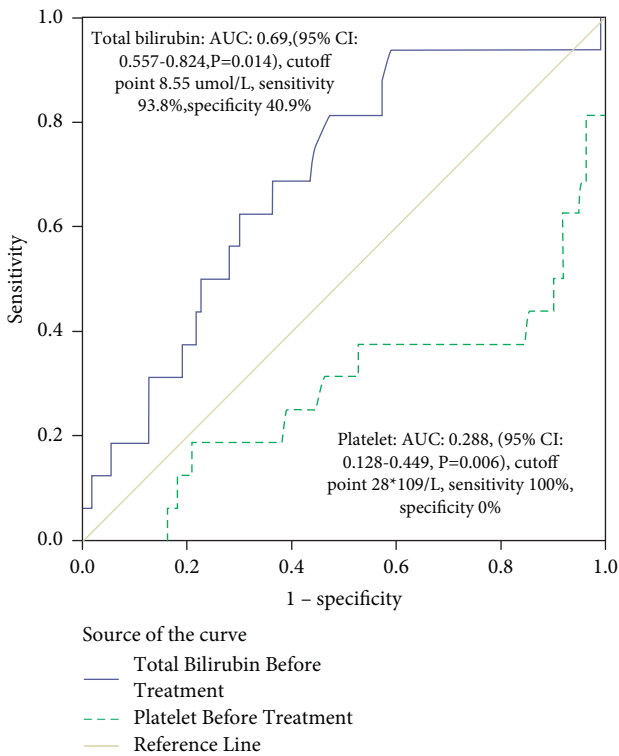 1.0
0.8
0.6
0.4
0.2
0.0
Sensitivity
Total bilirubin: AUC: 0.69,(95% CI:
0.557-0.824,P=0.014), cutoff
point 8.55 umol/L, sensitivity
93.8%,specificity 40.9%
Platelet: AUC: 0.288, (95% CI:
0.128-0.449, P=0.006), cutoff
point 28*109/L, sensitivity 100%,
specificity 0%
0.0 0.2 0.4 0.6 0.8 1.0
1 – specificity
Source of the curve
Total Bilirubin Before
Treatment
Platelet Before Treatment
Reference Line